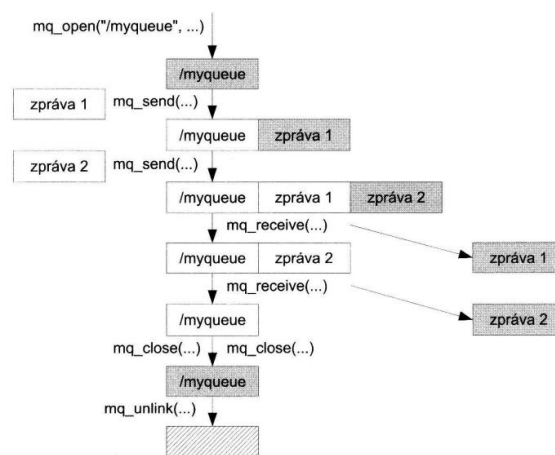 mq_open("/myqueue", ...)
/myqueue
zpráva 1 mq_send(...)
/myqueue zpráva 1
zpráva 2 mq_send(...)
/myqueue zpráva 1 zpráva 2
mq_receive(...)
zpráva 1
/myqueue zpráva 2
mq_receive(...)
/myqueue zpráva 2
mq_close(...) mq_close(...)
/myqueue
mq_unlink(...)